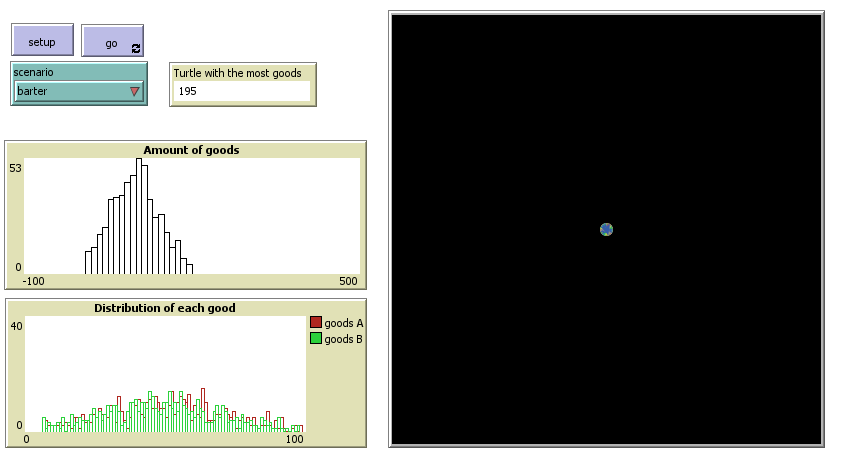 setup
go
scenario
barter
Turtle with the most goods
195
Amount of goods
53
0
-100
500
Distribution of each good
40
0
0
100
goods A
goods B